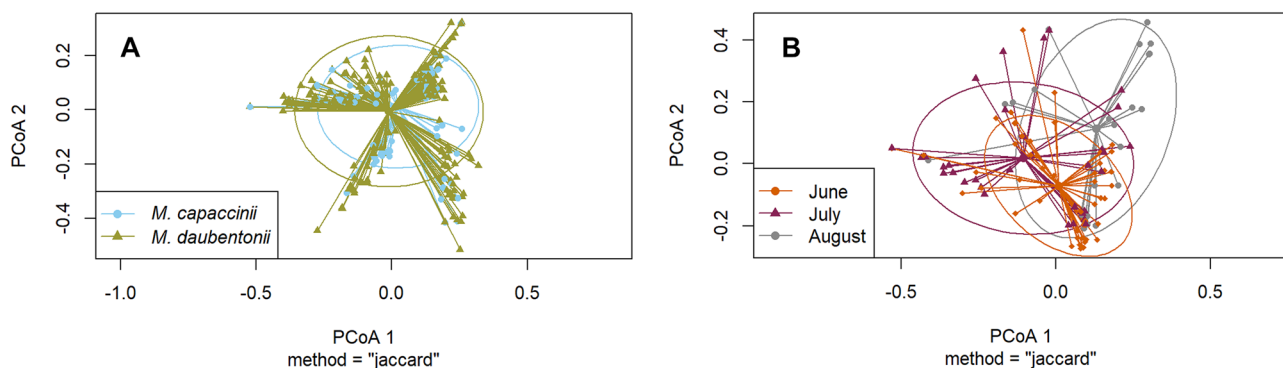 A
PCoA 2
0.2
0.0
-0.2
-0.4
M. capaccinii
M. daubentonii
-1.0 -0.5 0.0 0.5
PCoA 1
method = "jaccard"
B
PCoA 2
0.4
0.2
0.0
-0.2
June
July
August
-0.5 0.0 0.5
PCoA 1
method = "jaccard"